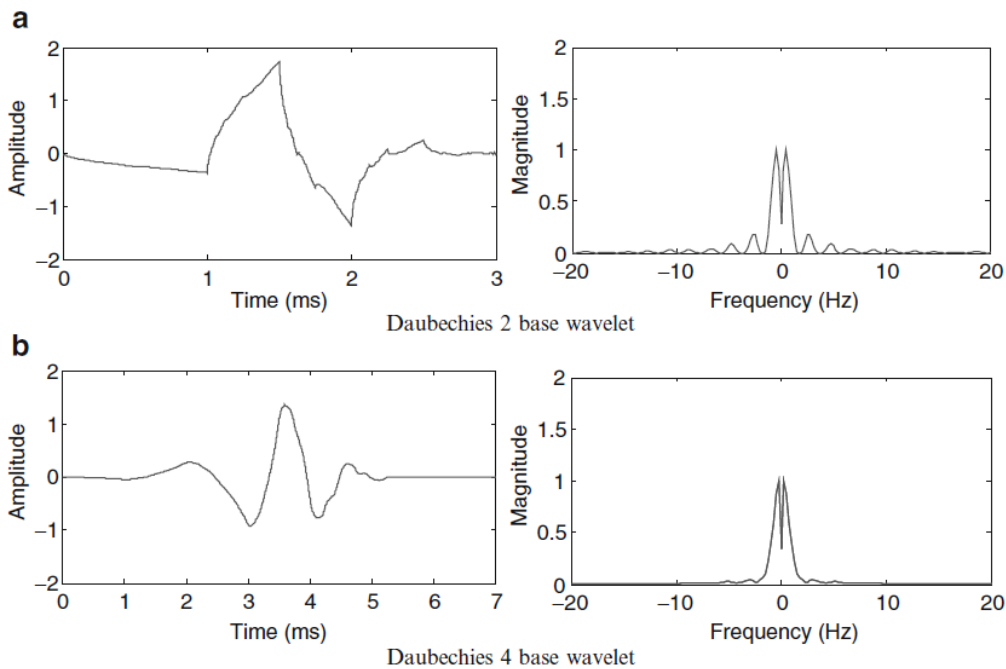 a
2
1
0
−1
−2
Amplitude
0 1 2 3
Time (ms)
2
1.5
1
0.5
0
Magnitude
−20 −10 0 10 20
Frequency (Hz)
Daubechies 2 base wavelet
b
2
1
0
−1
−2
Amplitude
0 1 2 3 4 5 6 7
Time (ms)
2
1.5
1
0.5
0
Magnitude
−20 −10 0 10 20
Frequency (Hz)
Daubechies 4 base wavelet